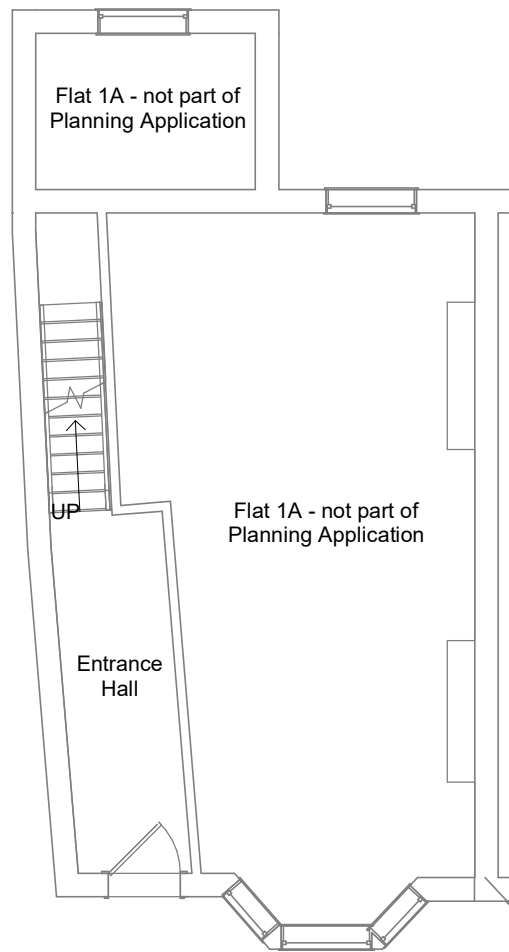 Flat 1A - not part of
Planning Application
UP
Flat 1A - not part of
Planning Application
Entrance
Hall